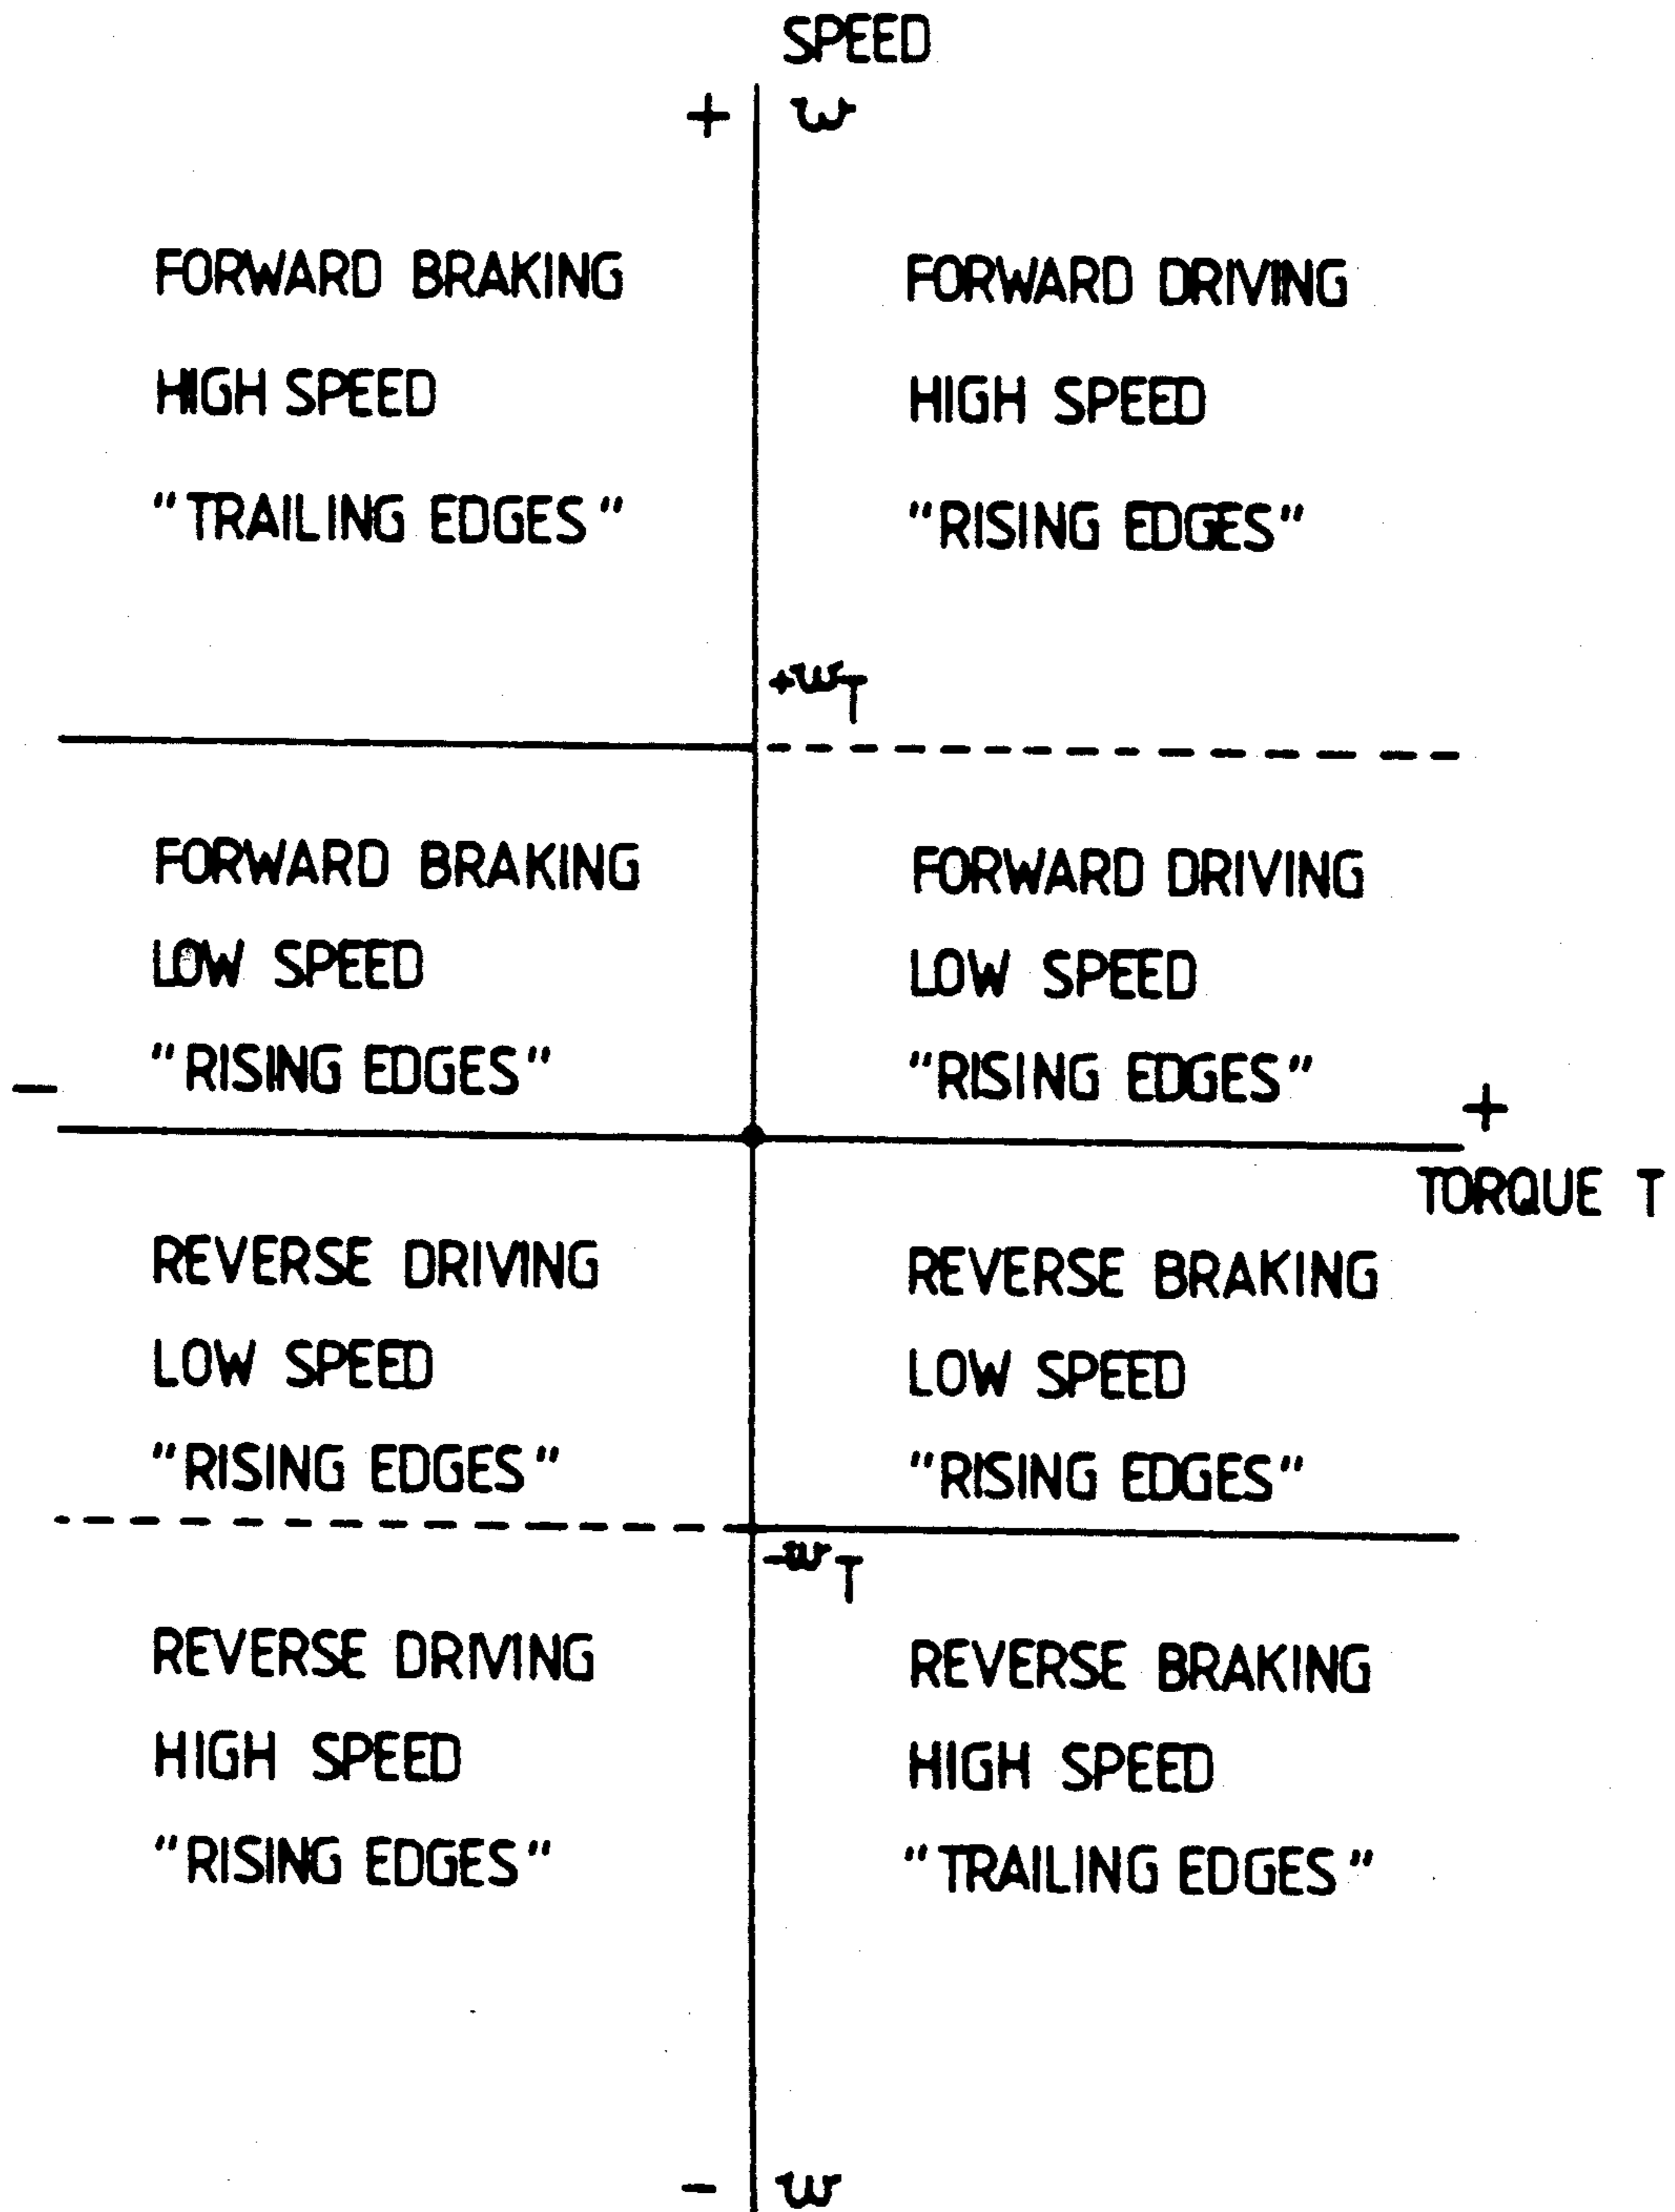 SPEED
+ w
FORWARD BRAKING
HIGH SPEED
"TRAILING EDGES"
FORWARD DRIVING
HIGH SPEED
"RISING EDGES"
+wT
FORWARD BRAKING
LOW SPEED
"RISING EDGES"
FORWARD DRIVING
LOW SPEED
"RISING EDGES"
− +
TORQUE T
REVERSE DRIVING
LOW SPEED
"RISING EDGES"
REVERSE BRAKING
LOW SPEED
"RISING EDGES"
-wT
REVERSE DRIVING
HIGH SPEED
"RISING EDGES"
REVERSE BRAKING
HIGH SPEED
"TRAILING EDGES"
- w